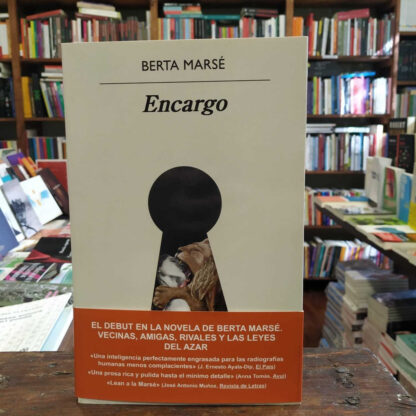 BERTA MARSÉ
Encargo
EL DEBUT EN LA NOVELA DE BERTA MARSÉ.
VECINAS, AMIGAS, RIVALES Y LAS LEYES
DEL AZAR
«Una inteligencia perfectamente engrasada para las radiografías
humanas menos complacientes» (J. Ernesto Ayala-Dip, El País)
«Una prosa rica y pulida hasta el mínimo detalle» (Anna Tomàs, Avui)
«Lean a la Marsé» (José Antonio Muñoz, Revista de Letras)